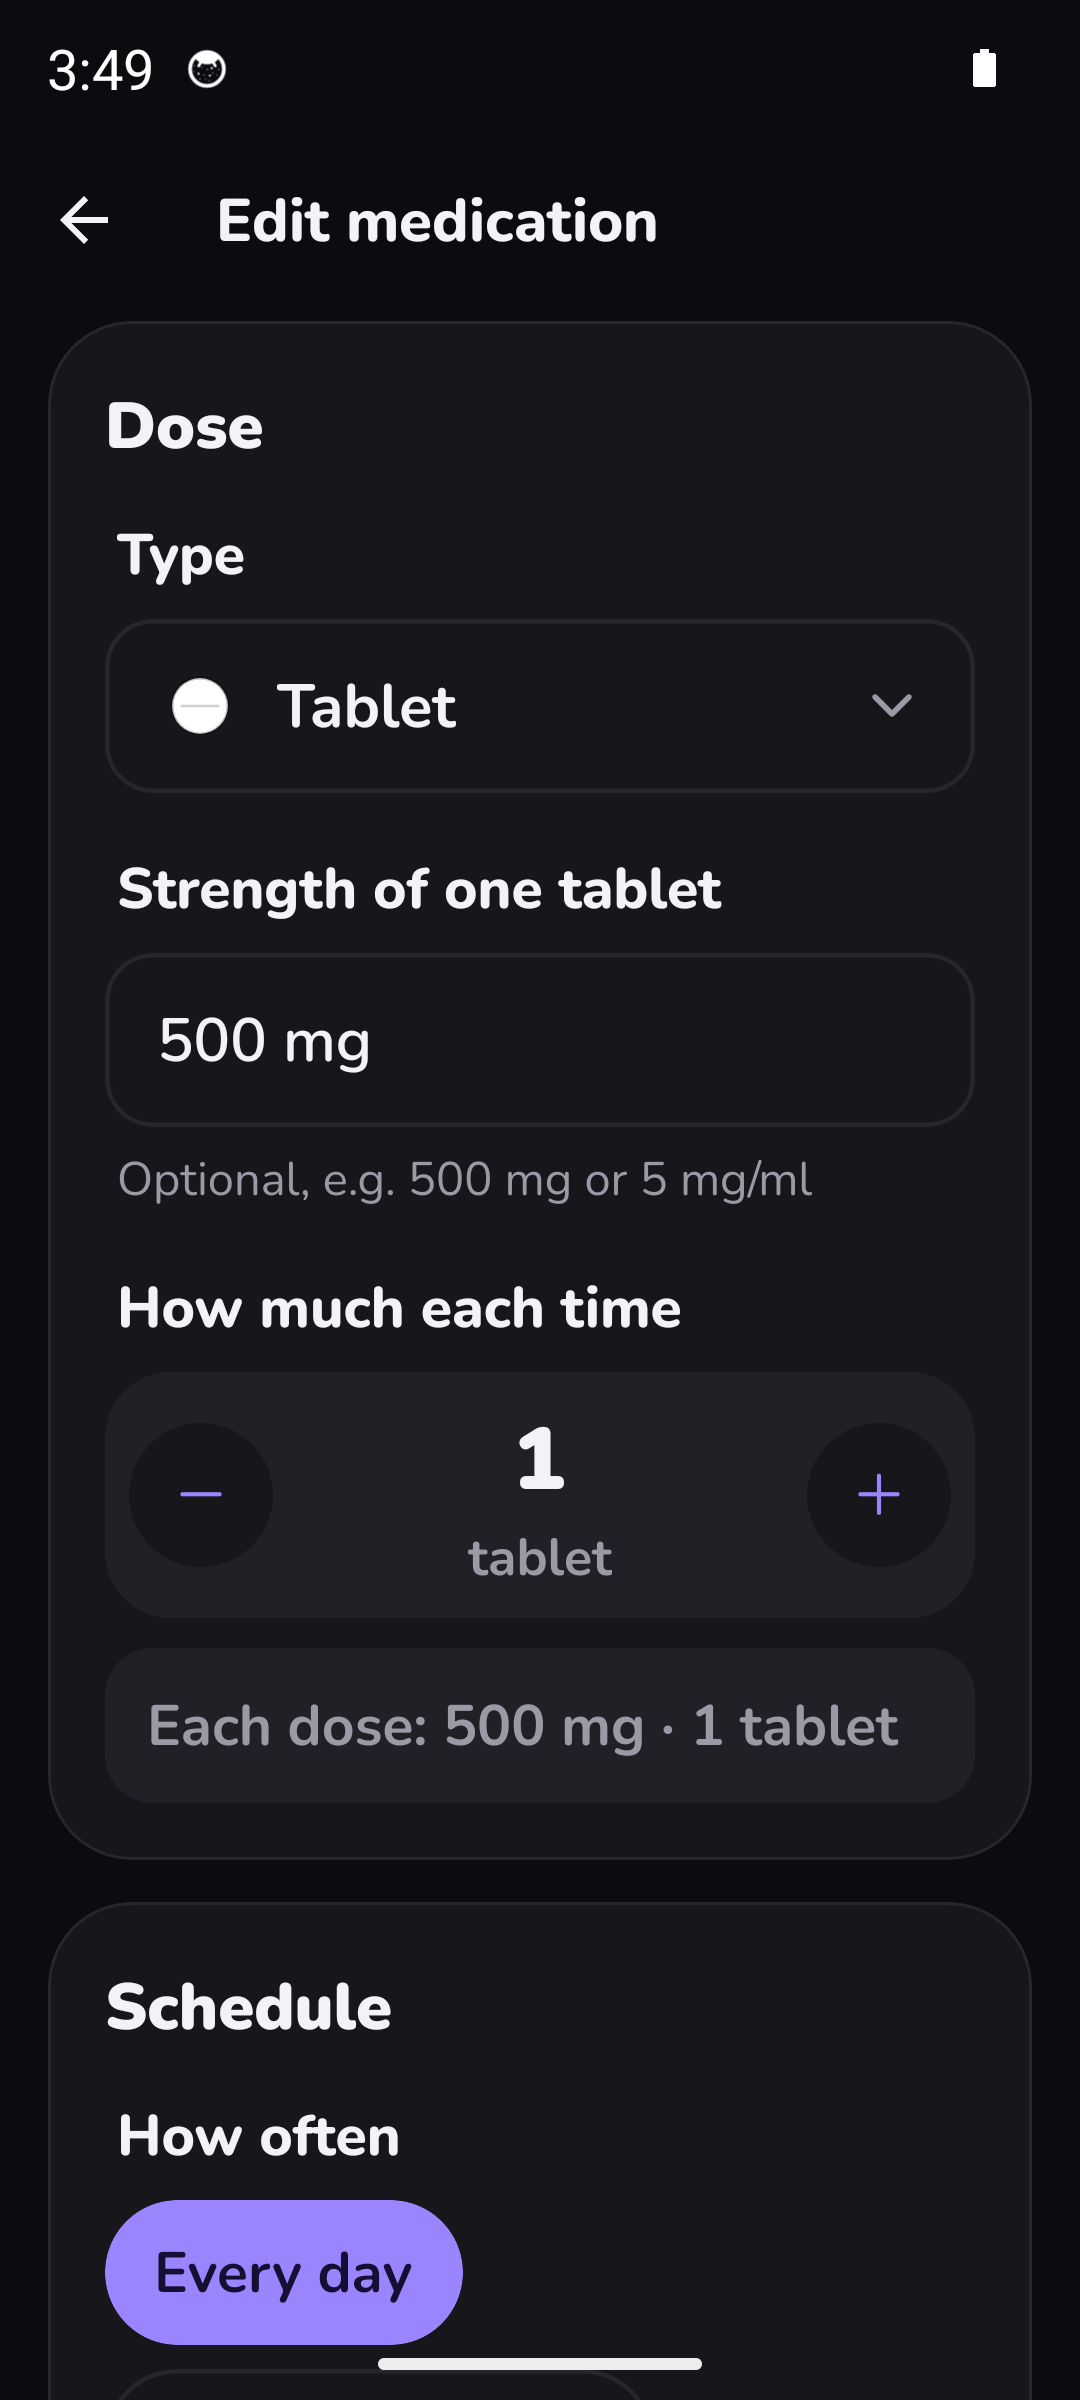 3:49
Edit medication
Dose
Type
Tablet
Strength of one tablet
500 mg
Optional, e.g. 500 mg or 5 mg/ml
How much each time
1
tablet
Each dose: 500 mg · 1 tablet
Schedule
How often
Every day